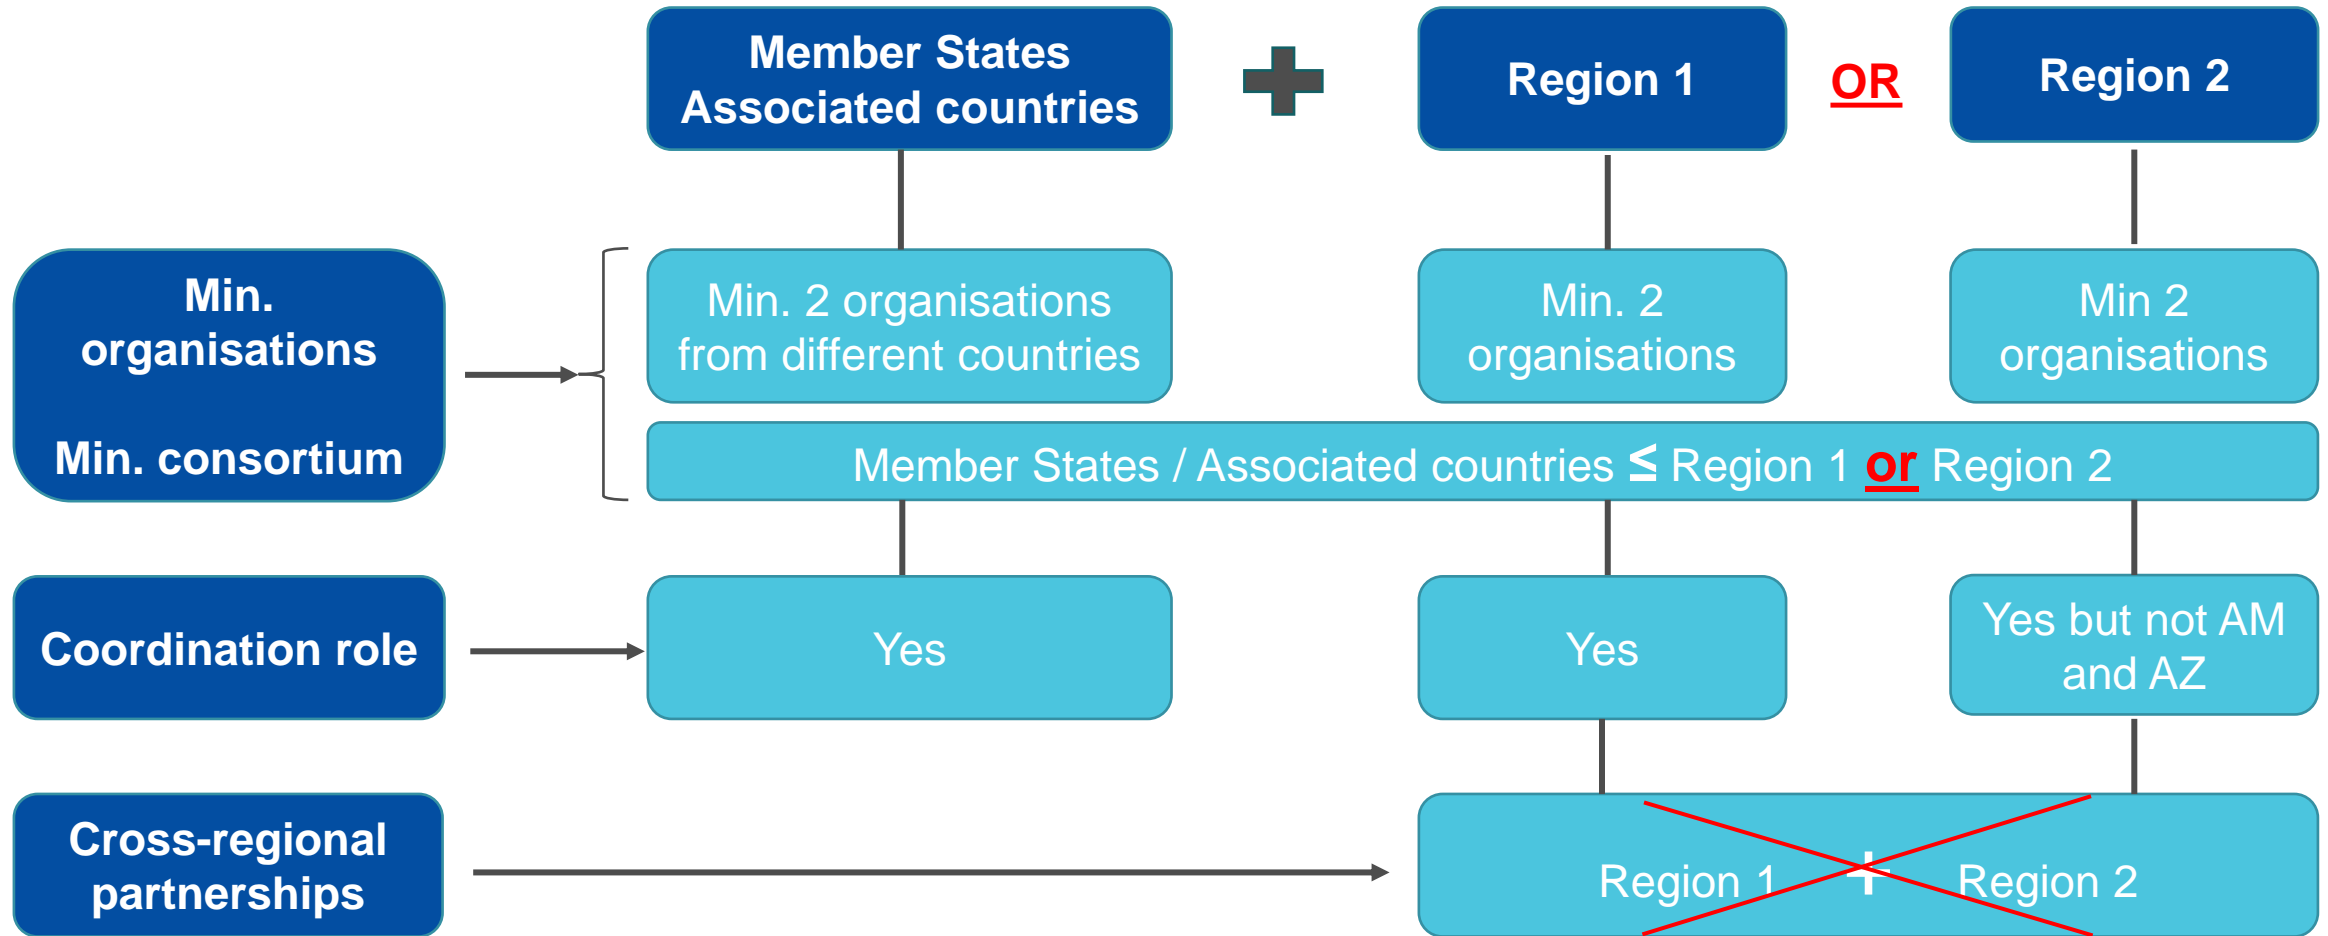 Member States
Associated countries
Region 1
OR
Region 2
Min.
organisations
Min. consortium
Min. 2 organisations
from different countries
Min. 2
organisations
Min 2
organisations
Member States / Associated countries ≤ Region 1 or Region 2
Coordination role
Yes
Yes
Yes but not AM
and AZ
Cross-regional
partnerships
Region 1 + Region 2